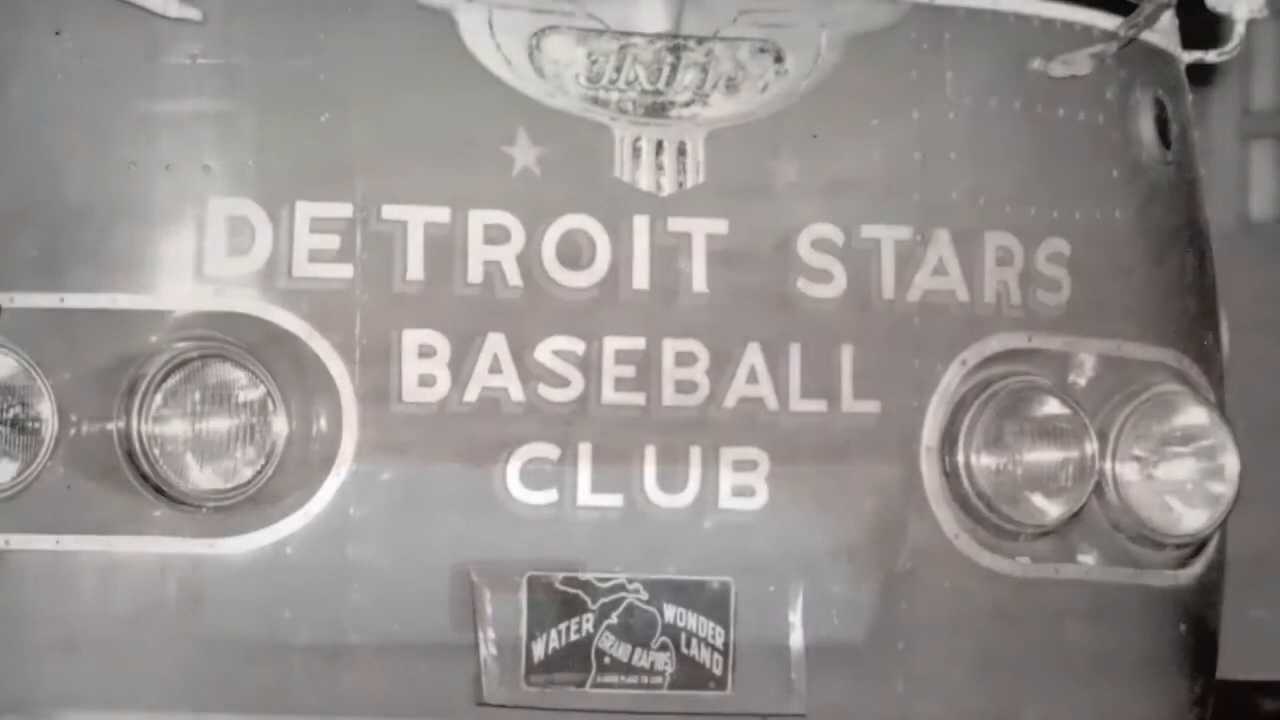 DETROIT STARS
BASEBALL
CLUB
WATER WONDER
LAND
GRAND RAPIDS